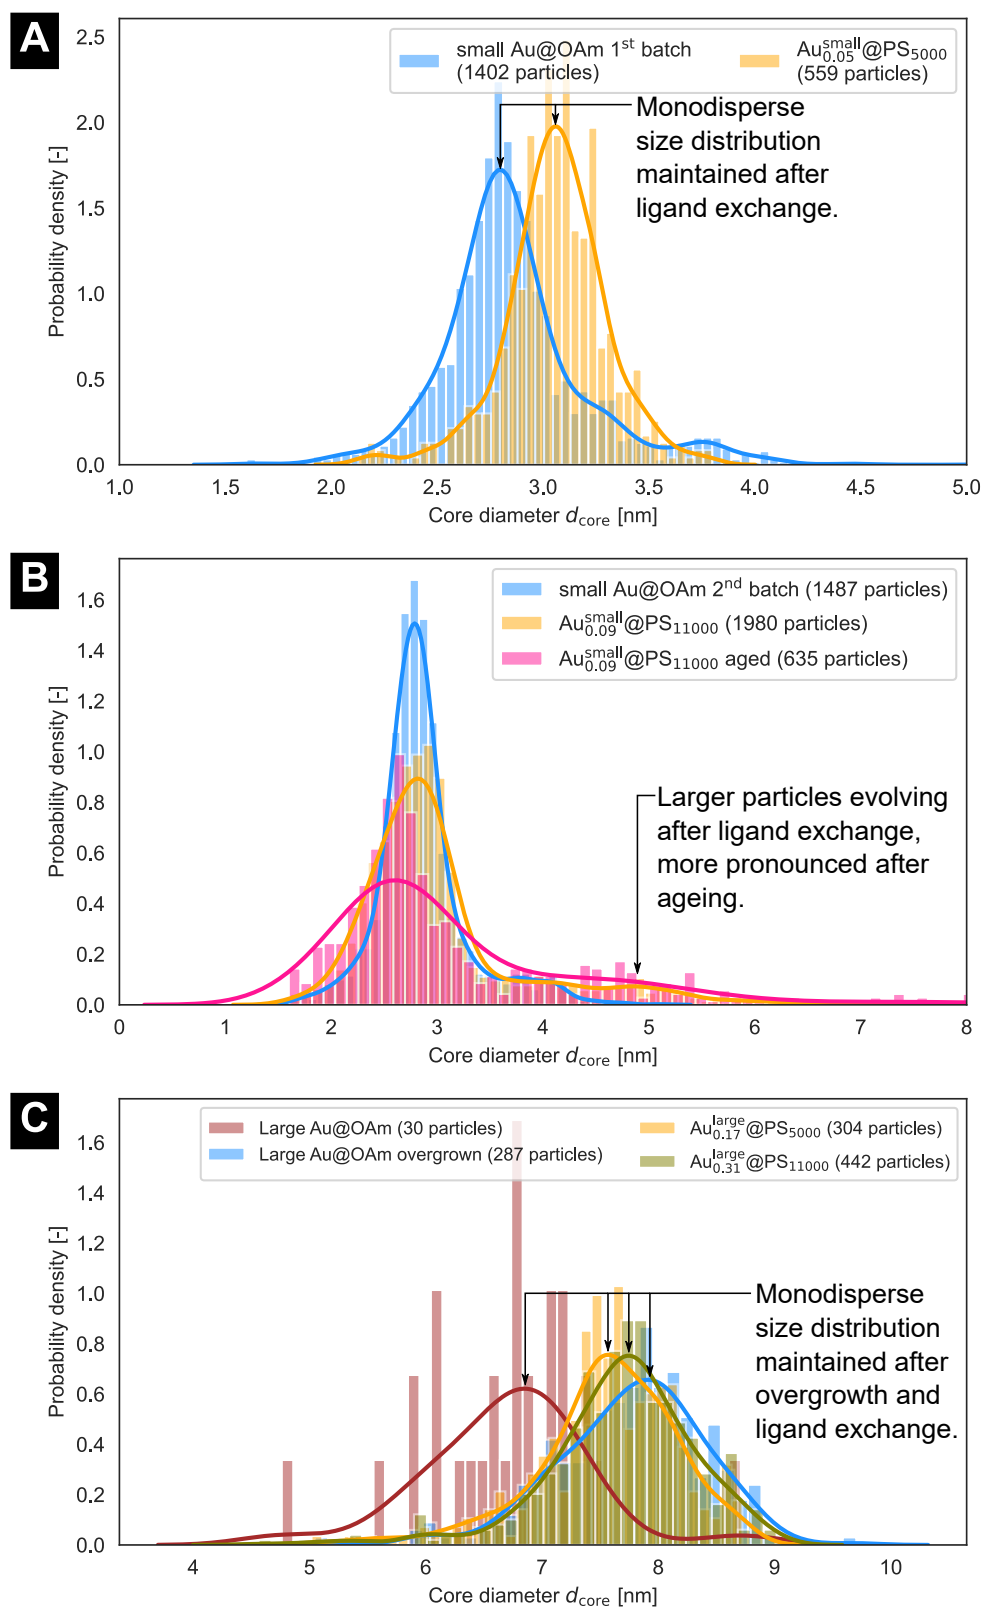 A
2.5
2.0
1.5
1.0
0.5
0.0
Probability density [-]
small Au@OAm 1st batch
(1402 particles)
Au0.05small@PS5000
(559 particles)
Monodisperse
size distribution
maintained after
ligand exchange.
1.0 1.5 2.0 2.5 3.0 3.5 4.0 4.5 5.0
Core diameter dcore [nm]
B
1.6
1.4
1.2
1.0
0.8
0.6
0.4
0.2
0.0
Probability density [-]
small Au@OAm 2nd batch (1487 particles)
Au0.09small@PS11000 (1980 particles)
Au0.09small@PS11000 aged (635 particles)
Larger particles evolving
after ligand exchange,
more pronounced after
ageing.
0 1 2 3 4 5 6 7 8
Core diameter dcore [nm]
C
1.6
1.4
1.2
1.0
0.8
0.6
0.4
0.2
0.0
Probability density [-]
Large Au@OAm (30 particles)
Large Au@OAm overgrown (287 particles)
Au0.17large@PS5000 (304 particles)
Au0.31large@PS11000 (442 particles)
Monodisperse
size distribution
maintained after
overgrowth and
ligand exchange.
4 5 6 7 8 9 10
Core diameter dcore [nm]